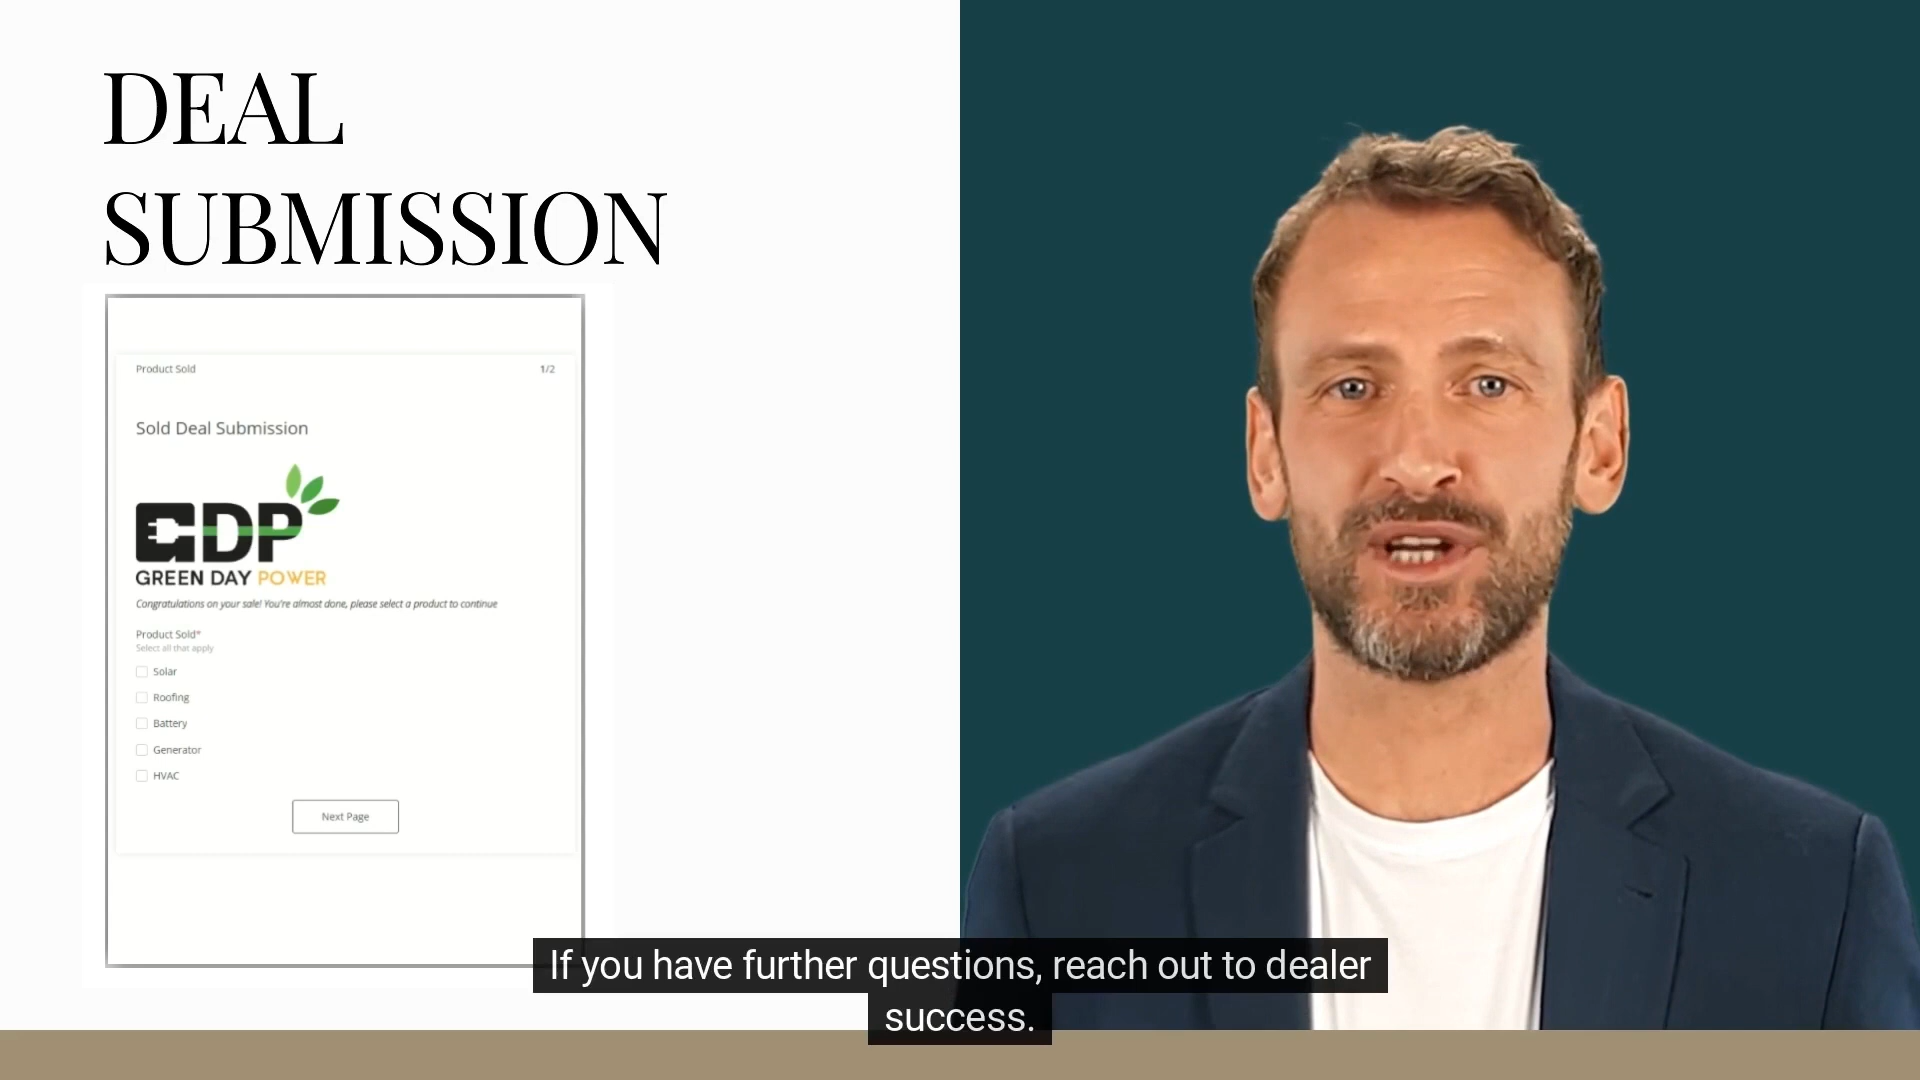 DEAL
SUBMISSION
Product Sold 1/2
Sold Deal Submission
GDP
GREEN DAY POWER
Congratulations on your sale! You're almost done, please select a product to continue
Product Sold*
Select all that apply
Solar
Roofing
Battery
Generator
HVAC
Next Page
If you have further questions, reach out to dealer
success.